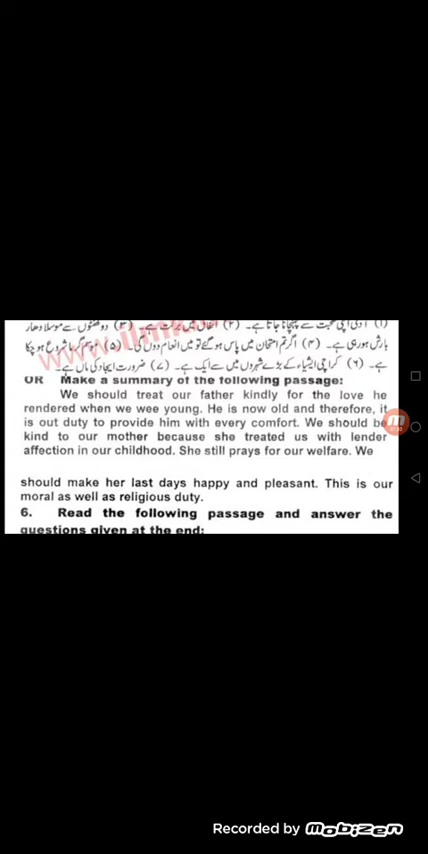 (۱) آدمی اپنی صحبت سے پہچانا جاتا ہے۔ (۲) اتفاق میں برکت ہے۔ (۳) دو گھنٹوں سے موسلا دھار
بارش ہو رہی ہے۔ (۴) اگر تم امتحان میں پاس ہو گئے تو میں انعام دوں گی۔ (۵) موسم گرما شروع ہو چکا
ہے۔ (۶) کراچی ایشیاء کے بڑے شہروں میں سے ایک ہے۔ (۷) ضرورت ایجاد کی ماں ہے۔
OR Make a summary of the following passage:
We should treat our father kindly for the love he
rendered when we wee young. He is now old and therefore, it
is out duty to provide him with every comfort. We should be
kind to our mother because she treated us with lender
affection in our childhood. She still prays for our welfare. We
should make her last days happy and pleasant. This is our
moral as well as religious duty.
6. Read the following passage and answer the
questions given at the end:
Recorded by mobizen